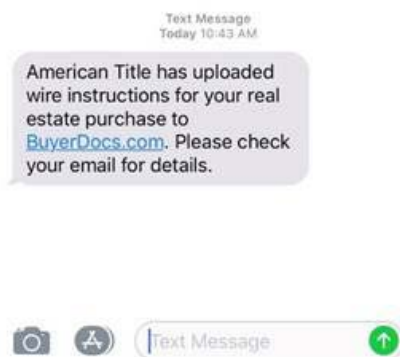 Text Message
Today 10:43 AM
American Title has uploaded
wire instructions for your real
estate purchase to
BuyerDocs.com. Please check
your email for details.
Text Message